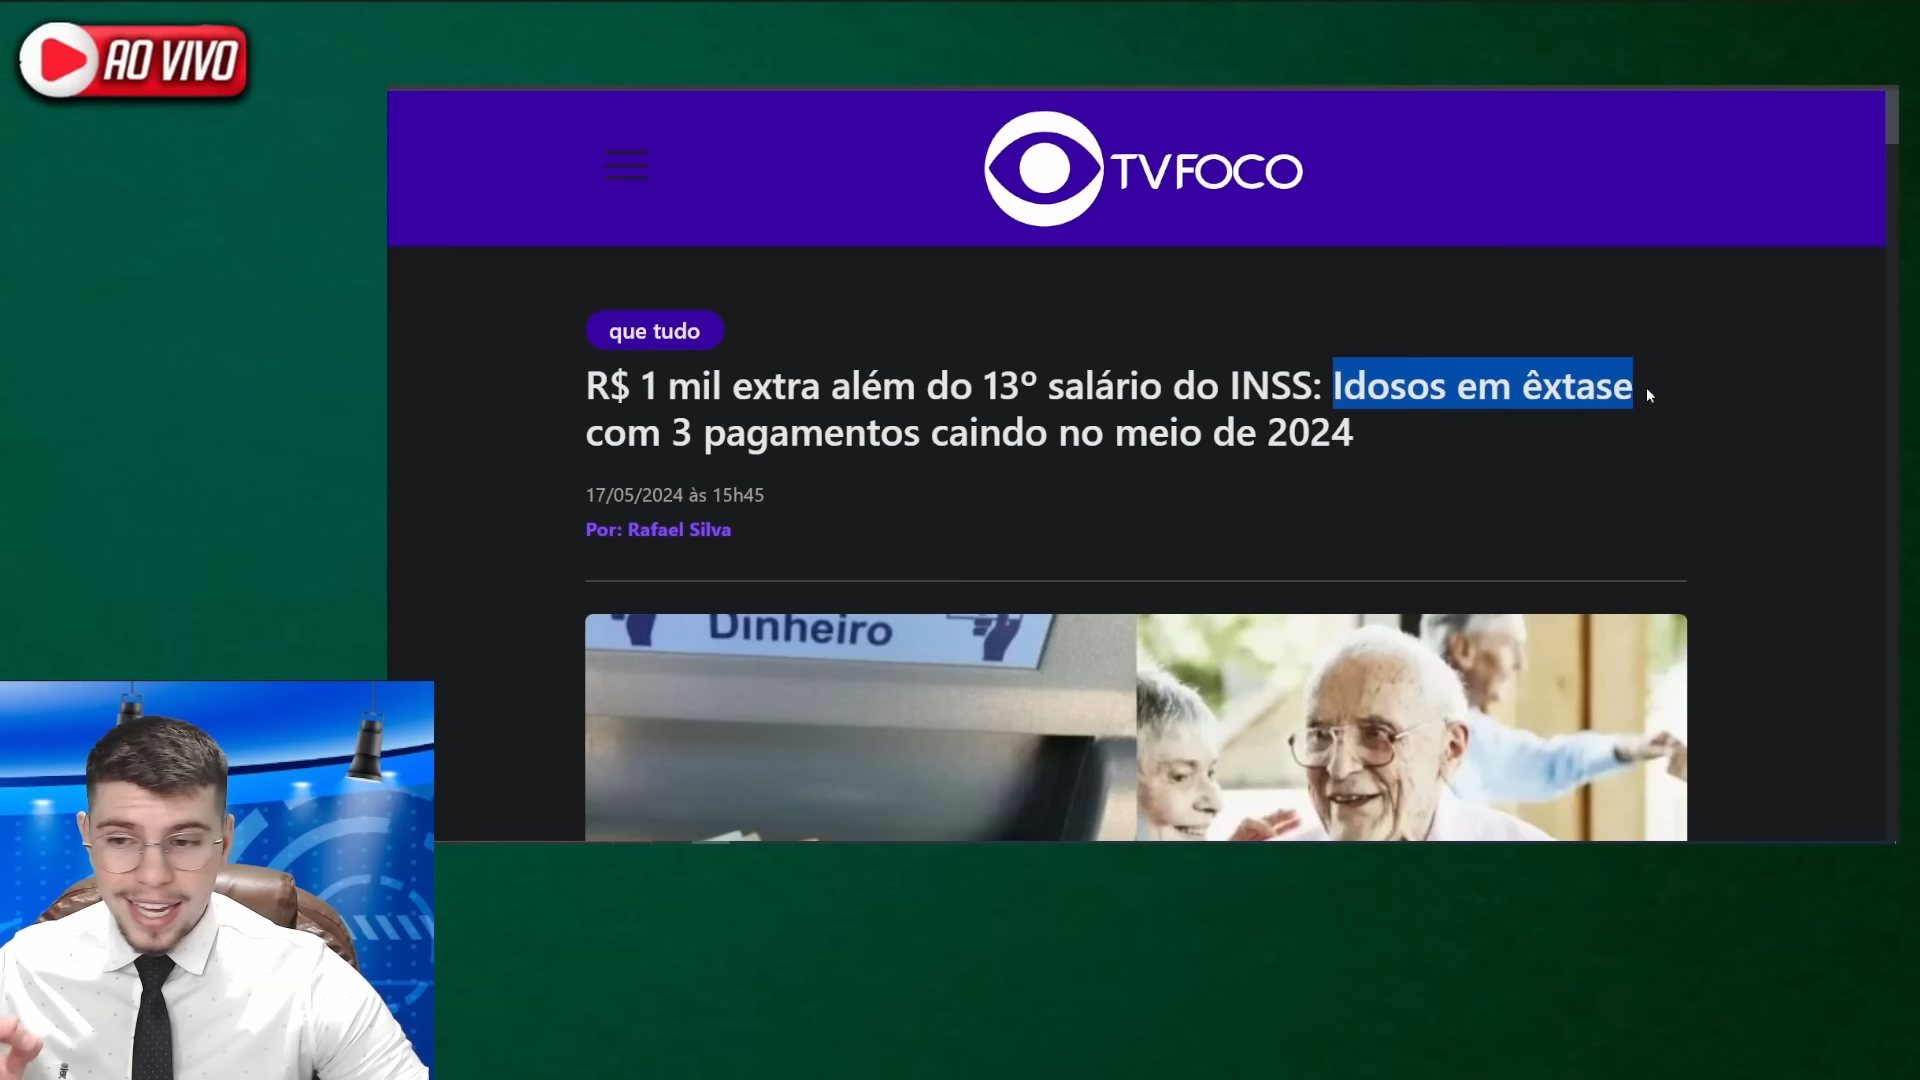 AO VIVO
TVFOCO
que tudo
R$ 1 mil extra além do 13º salário do INSS: Idosos em êxtase
com 3 pagamentos caindo no meio de 2024
17/05/2024 às 15h45
Por: Rafael Silva
Dinheiro